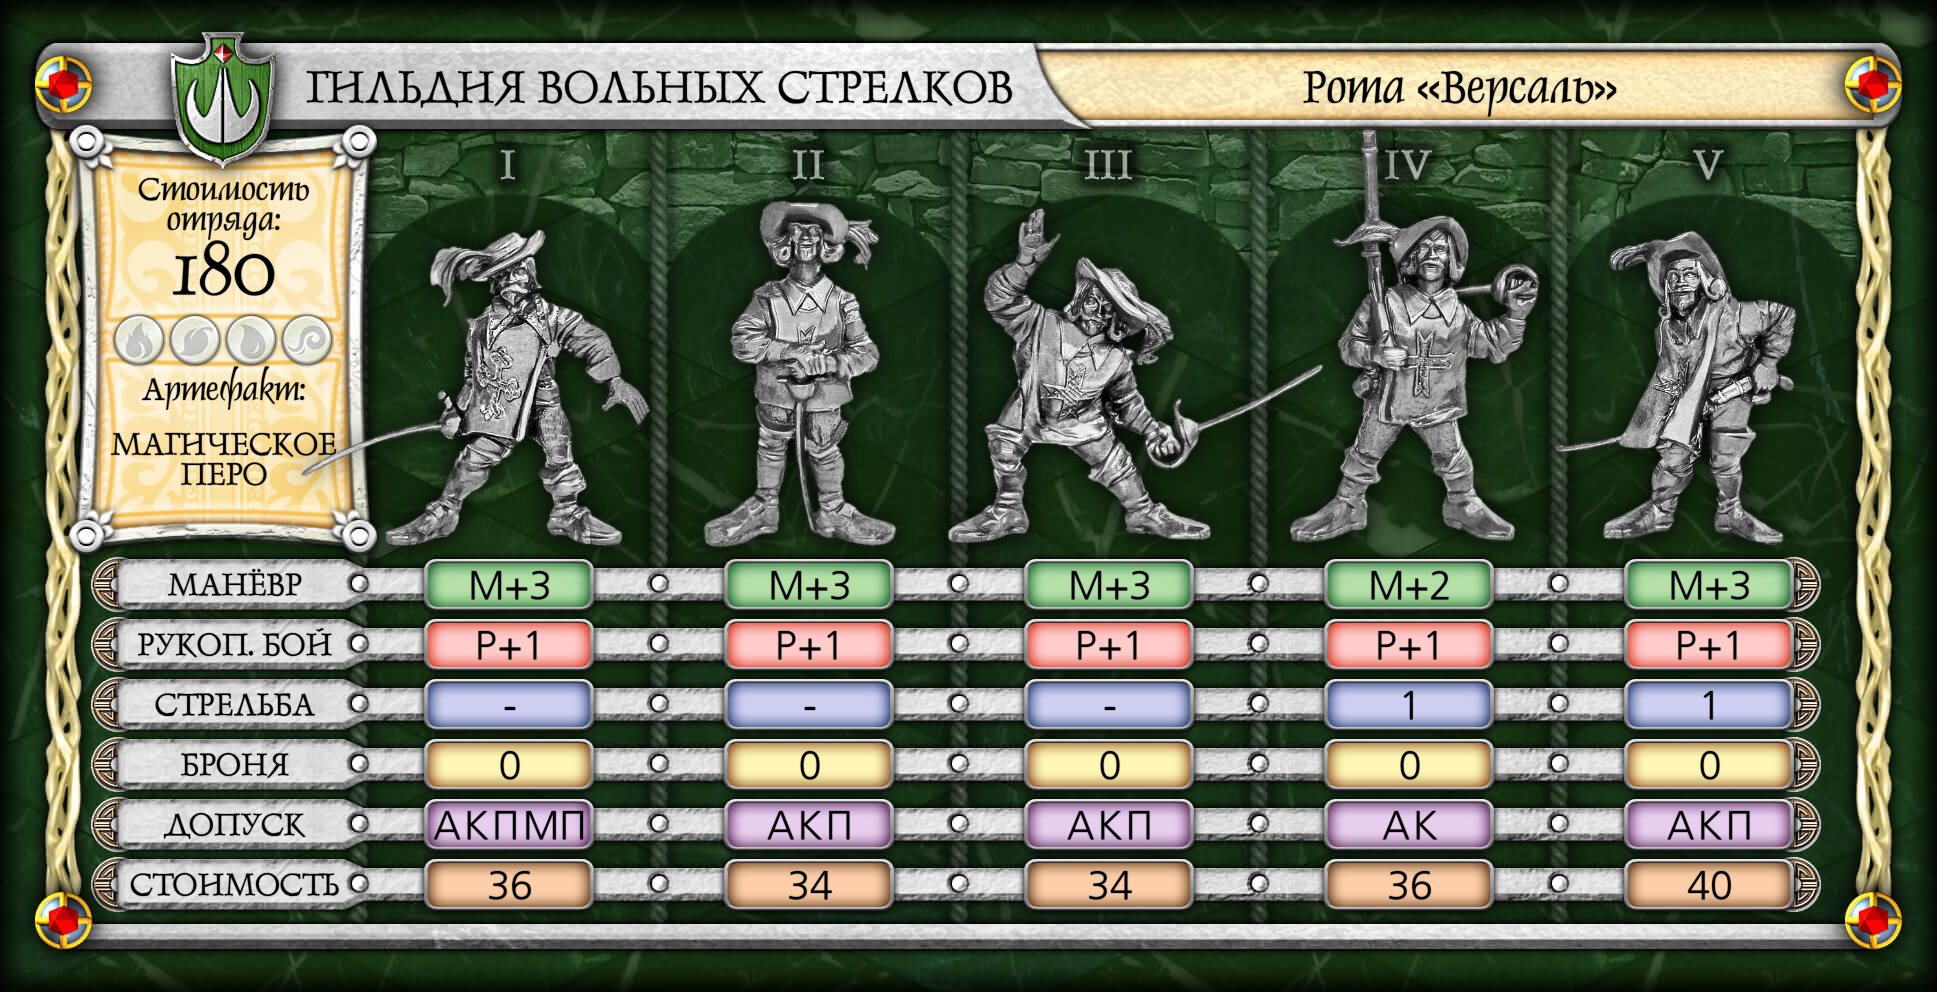 ГИЛЬДИЯ ВОЛЬНЫХ СТРЕЛКОВ
Рота «Версаль»
Стоимость
отряда:
180
Артефакт:
МАГИЧЕСКОЕ
ПЕРО
I II III IV V
МАНЁВР М+3 М+3 М+3 М+2 М+3
РУКОП. БОЙ Р+1 Р+1 Р+1 Р+1 Р+1
СТРЕЛЬБА - - - 1 1
БРОНЯ 0 0 0 0 0
ДОПУСК АКПМП АКП АКП АК АКП
СТОИМОСТЬ 36 34 34 36 40